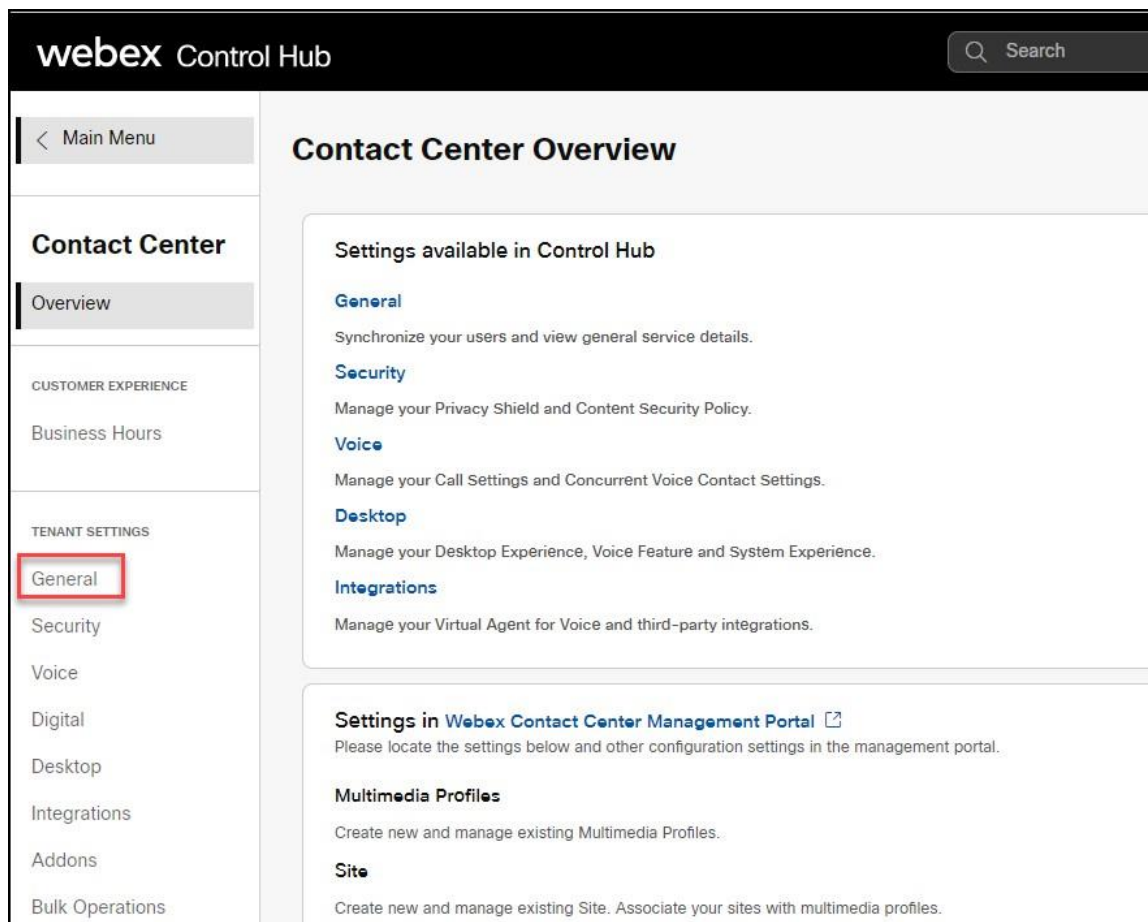 webex Control Hub
Search
Main Menu
Contact Center
Overview
CUSTOMER EXPERIENCE
Business Hours
TENANT SETTINGS
General
Security
Voice
Digital
Desktop
Integrations
Addons
Bulk Operations
Contact Center Overview
Settings available in Control Hub
General
Synchronize your users and view general service details.
Security
Manage your Privacy Shield and Content Security Policy.
Voice
Manage your Call Settings and Concurrent Voice Contact Settings.
Desktop
Manage your Desktop Experience, Voice Feature and System Experience.
Integrations
Manage your Virtual Agent for Voice and third-party integrations.
Settings in Webex Contact Center Management Portal
Please locate the settings below and other configuration settings in the management portal.
Multimedia Profiles
Create new and manage existing Multimedia Profiles.
Site
Create new and manage existing Site. Associate your sites with multimedia profiles.